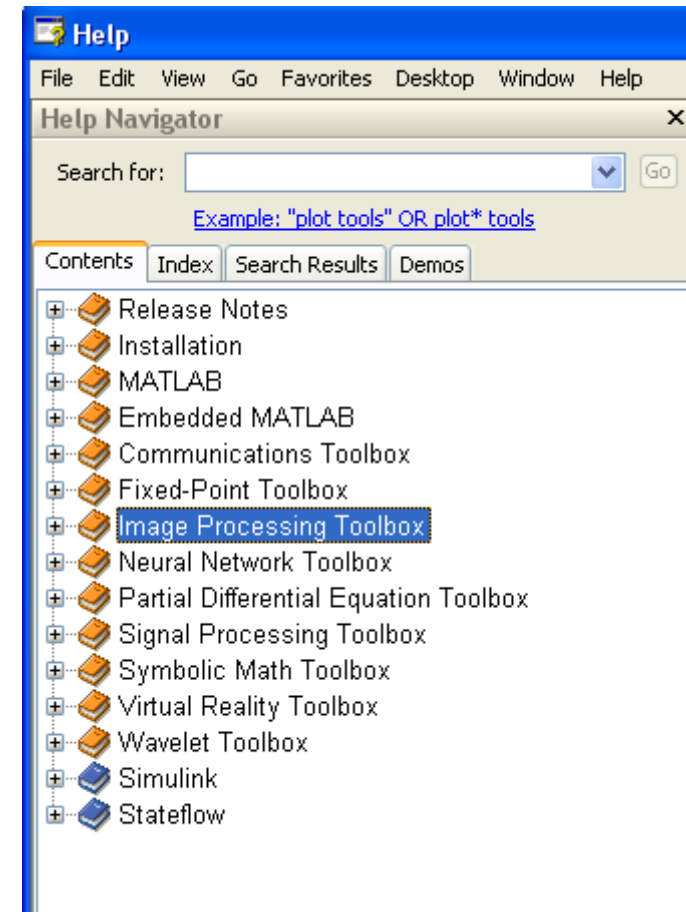 Help
File Edit View Go Favorites Desktop Window Help
Help Navigator
Search for: Go
Example: "plot tools" OR plot* tools
Contents Index Search Results Demos
Release Notes
Installation
MATLAB
Embedded MATLAB
Communications Toolbox
Fixed-Point Toolbox
Image Processing Toolbox
Neural Network Toolbox
Partial Differential Equation Toolbox
Signal Processing Toolbox
Symbolic Math Toolbox
Virtual Reality Toolbox
Wavelet Toolbox
Simulink
Stateflow